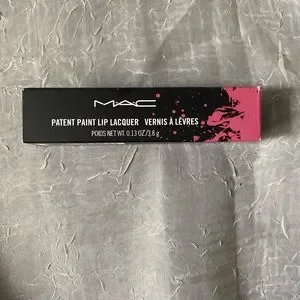 MAC
PATENT PAINT LIP LACQUER VERNIS À LÈVRES
POIDS NET WT. 0.13 OZ/3.8 g